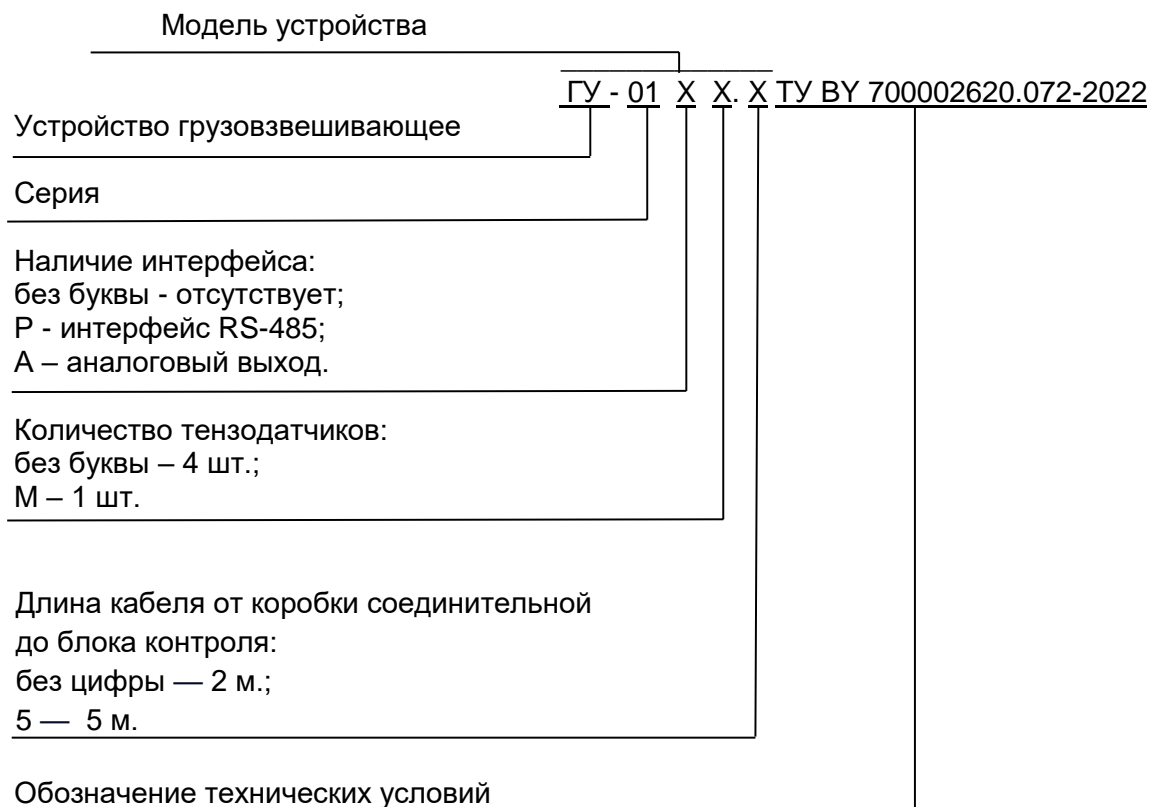 Модель устройства
ГУ - 01 Х Х. Х ТУ BY 700002620.072-2022
Устройство грузовзвешивающее
Серия
Наличие интерфейса:
без буквы - отсутствует;
Р - интерфейс RS-485;
А – аналоговый выход.
Количество тензодатчиков:
без буквы – 4 шт.;
М – 1 шт.
Длина кабеля от коробки соединительной
до блока контроля:
без цифры — 2 м.;
5 — 5 м.
Обозначение технических условий